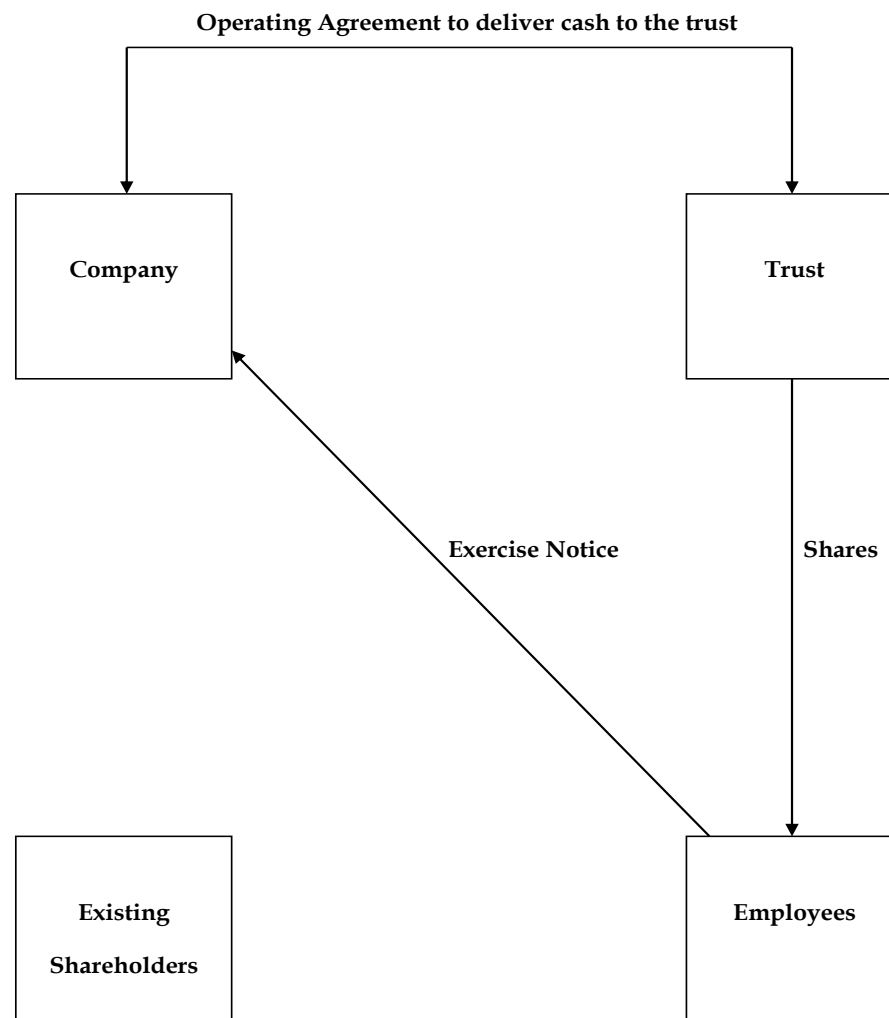 Operating Agreement to deliver cash to the trust
Company
Trust
Exercise Notice
Shares
Existing
Shareholders
Employees